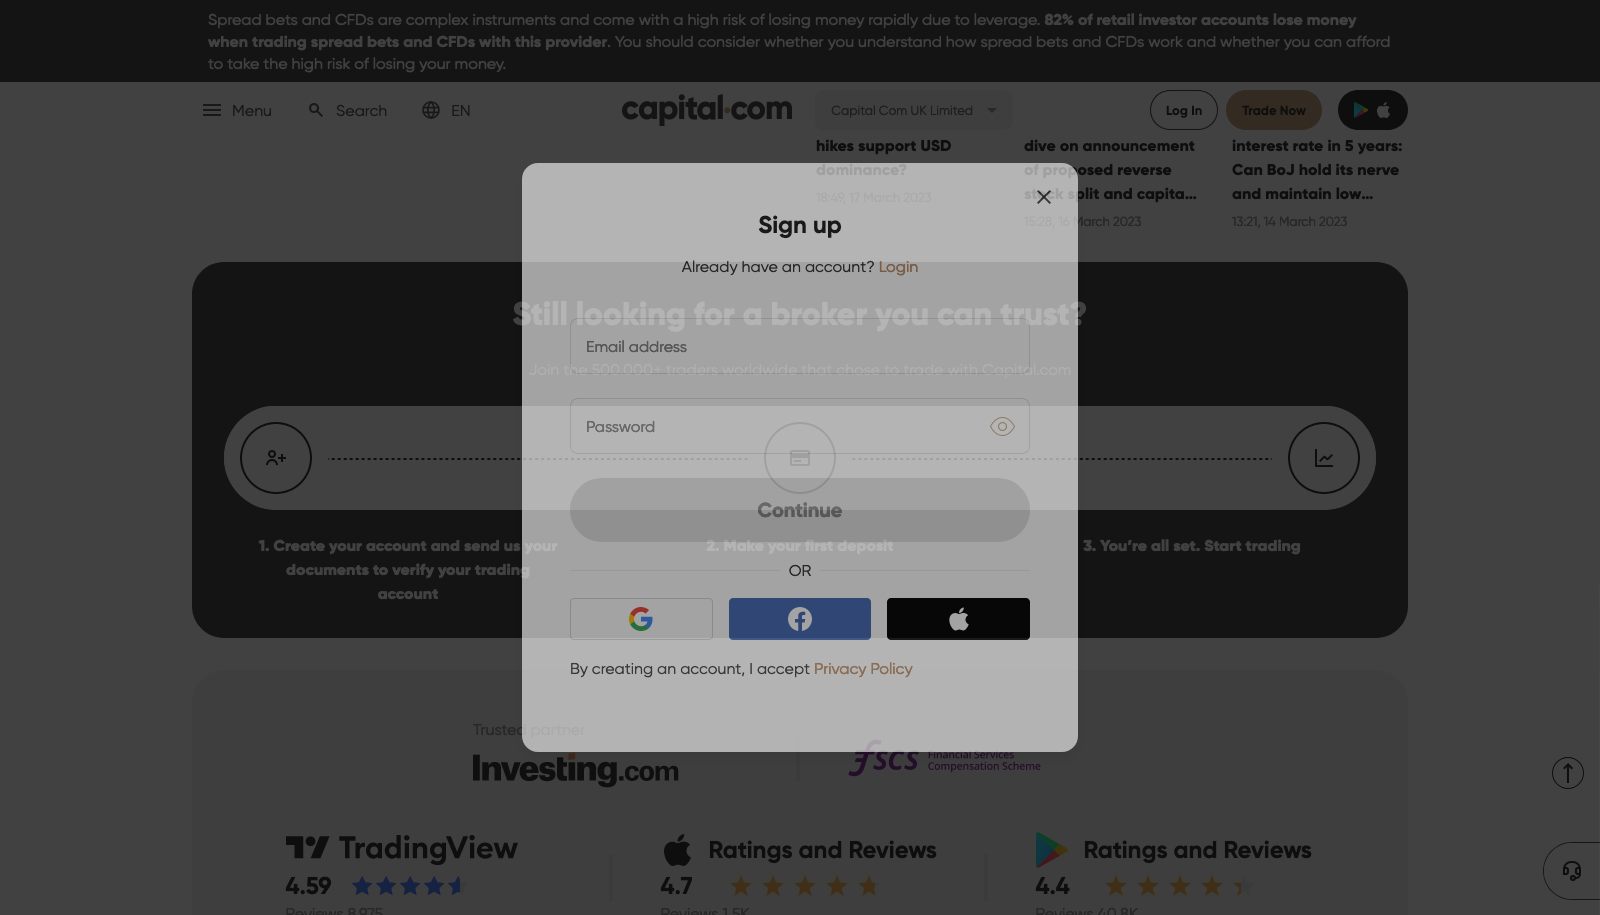 Spread bets and CFDs are complex instruments and come with a high risk of losing money rapidly due to leverage. 82% of retail investor accounts lose money
when trading spread bets and CFDs with this provider. You should consider whether you understand how spread bets and CFDs work and whether you can afford
to take the high risk of losing your money.
Menu
Search
EN
capital.com
Capital Com UK Limited
Log In
Trade Now
hikes support USD
dominance?
18:49, 17 March 2023
dive on announcement
of proposed reverse
stock split and capita...
15:28, 16 March 2023
interest rate in 5 years:
Can BoJ hold its nerve
and maintain low...
13:21, 14 March 2023
Sign up
Already have an account? Login
Still looking for a broker you can trust?
Email address
Join the 500.000+ traders worldwide that chose to trade with Capital.com
Password
Continue
1. Create your account and send us your
documents to verify your trading
account
2. Make your first deposit
3. You're all set. Start trading
OR
By creating an account, I accept Privacy Policy
Trusted partner
Investing.com
fscs
Financial Services
Compensation Scheme
TradingView
4.59
Reviews 8,975
Ratings and Reviews
4.7
Reviews 1.5K
Ratings and Reviews
4.4
Reviews 40.8K